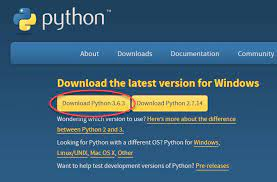 python
About Downloads Documentation Community
Download the latest version for Windows
Download Python 3.6.3 Download Python 2.7.14
Wondering which version to use? Here's more about the difference
between Python 2 and 3.
Looking for Python with a different OS? Python for Windows,
Linux/UNIX, Mac OS X, Other
Want to help test development versions of Python? Pre-releases